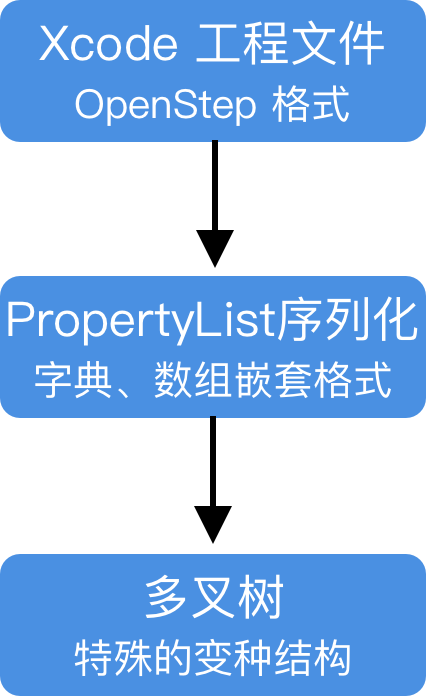 Xcode 工程文件
OpenStep 格式
PropertyList序列化
字典、数组嵌套格式
多叉树
特殊的变种结构